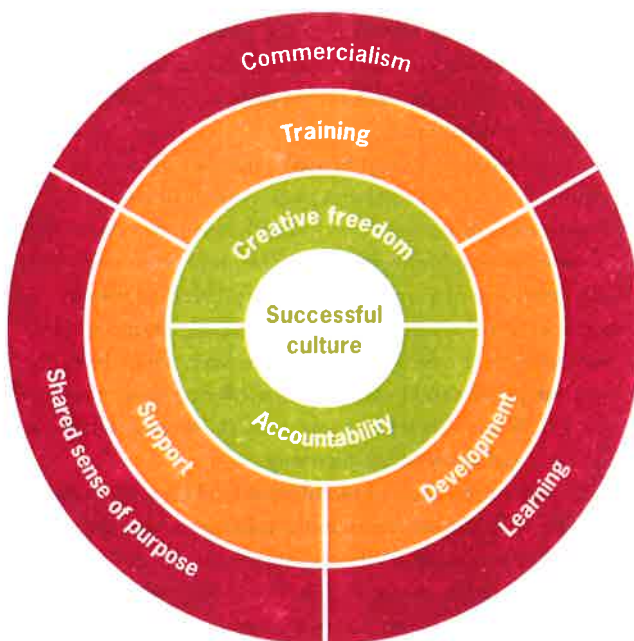 Commercialism
Training
Creative freedom
Successful
culture
Accountability
Support
Development
Shared sense of purpose
Learning